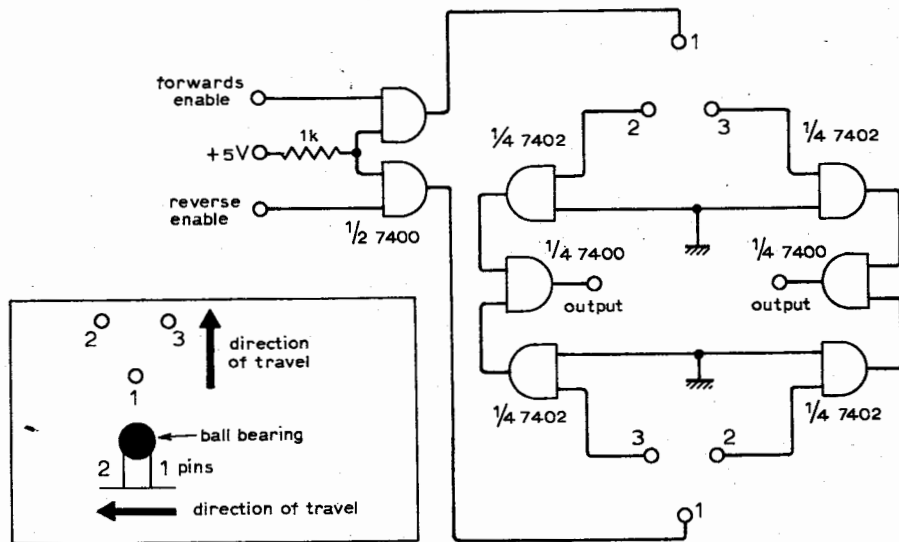 1
forwards
enable
1k
+5V
reverse
enable
1/2 7400
2
3
1/4 7402
1/4 7402
1/4 7400
output
1/4 7400
output
1/4 7402
1/4 7402
3
2
1
2
3
direction
of travel
1
ball bearing
2
1
pins
direction of travel